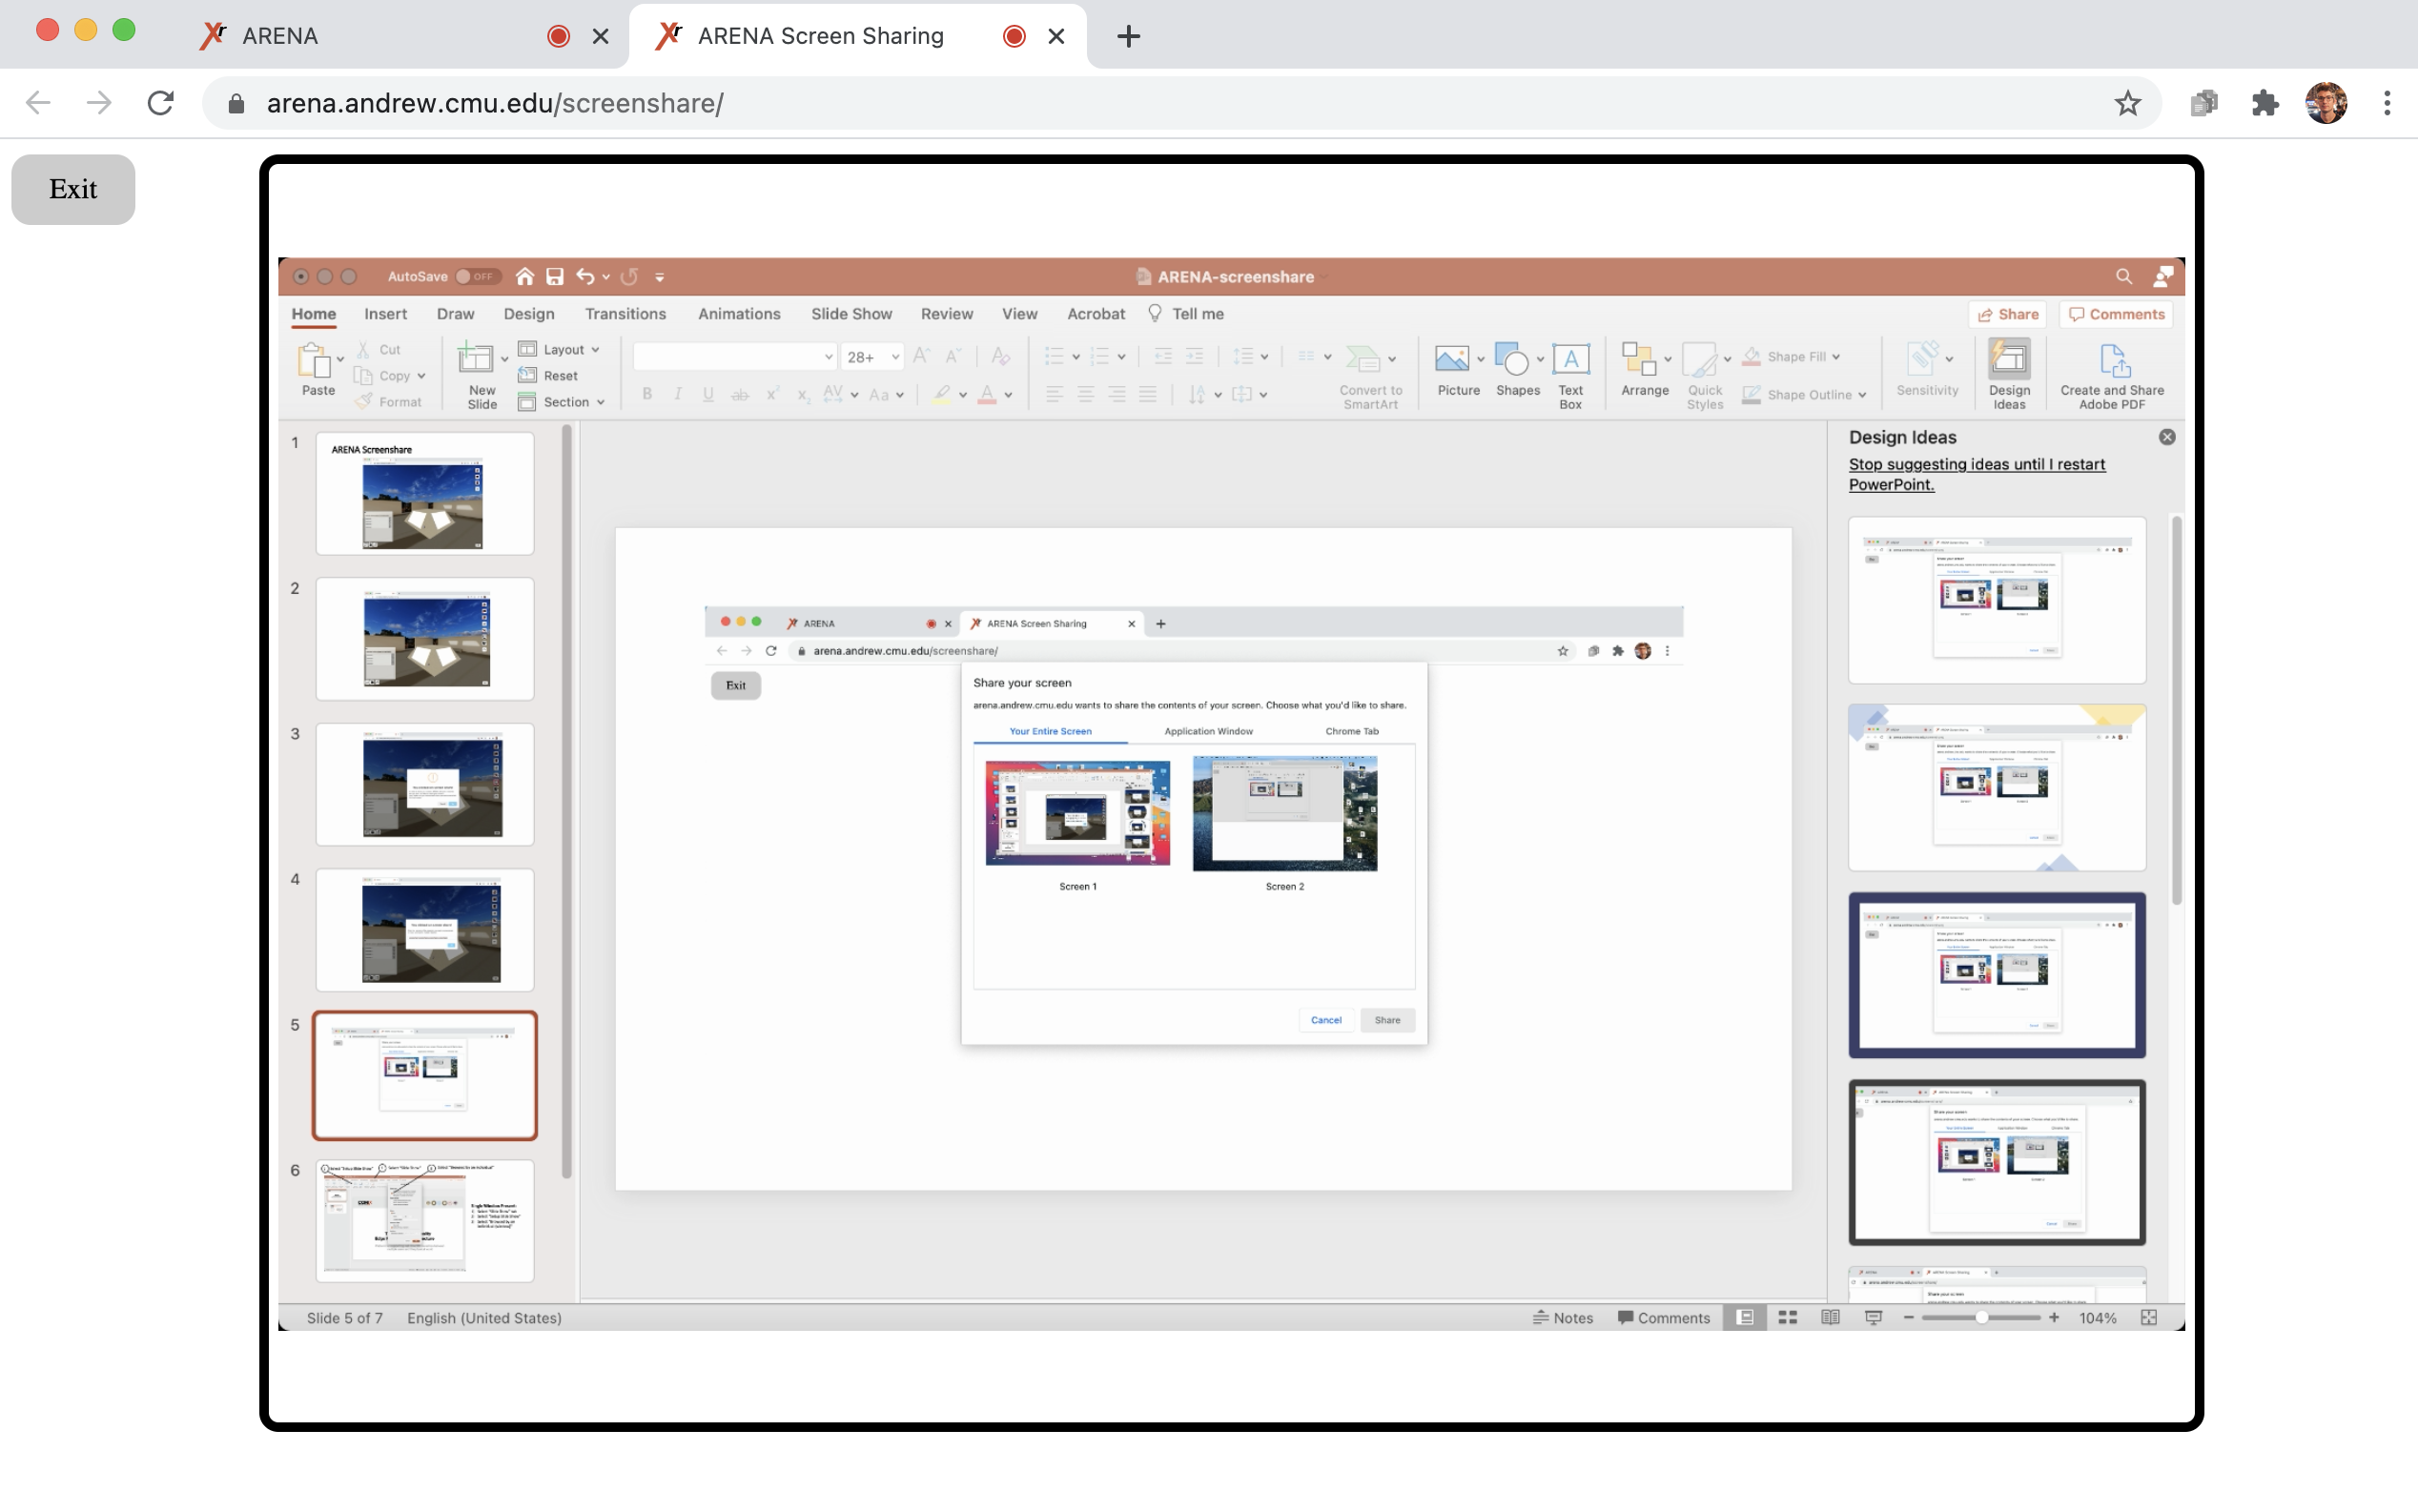 ARENA
ARENA Screen Sharing
arena.andrew.cmu.edu/screenshare/
Exit
AutoSave OFF
ARENA-screenshare
Home Insert Draw Design Transitions Animations Slide Show Review View Acrobat Tell me
Share Comments
Paste
Cut
Copy
Format
New Slide
Layout
Reset
Section
28+
Convert to SmartArt
Picture
Shapes
Text Box
Arrange
Quick Styles
Shape Fill
Shape Outline
Sensitivity
Design Ideas
Create and Share Adobe PDF
1
ARENA Screenshare
2
3
4
5
6
ARENA
ARENA Screen Sharing
arena.andrew.cmu.edu/screenshare/
Exit
Share your screen
arena.andrew.cmu.edu wants to share the contents of your screen. Choose what you'd like to share.
Your Entire Screen Application Window Chrome Tab
Screen 1 Screen 2
Cancel Share
Design Ideas
Stop suggesting ideas until I restart
PowerPoint.
Slide 5 of 7 English (United States)
Notes Comments 104%